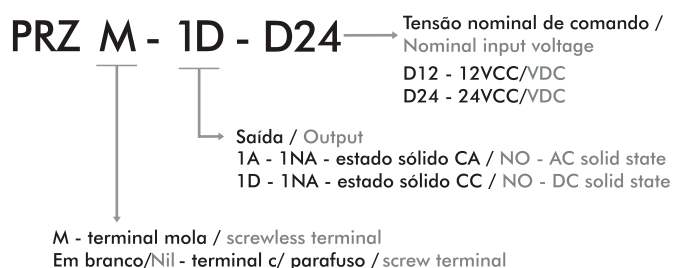 PRZ M - 1D - D24
Tensão nominal de comando /
Nominal input voltage
D12 - 12VCC/VDC
D24 - 24VCC/VDC
Saída / Output
1A - 1NA - estado sólido CA / NO - AC solid state
1D - 1NA - estado sólido CC / NO - DC solid state
M - terminal mola / screwless terminal
Em branco/Nil - terminal c/ parafuso / screw terminal